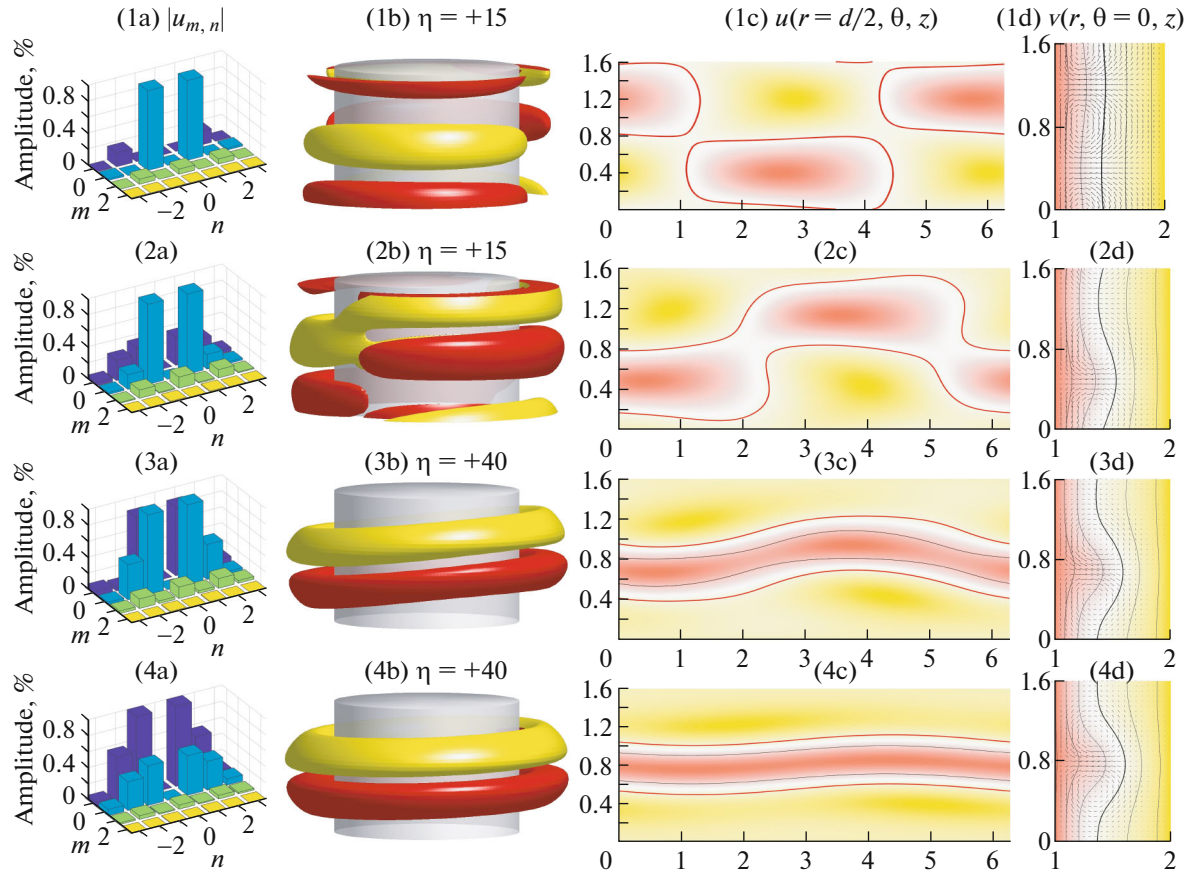 (1a) |u_{m, n}|
(1b) η = +15
(1c) u(r = d/2, θ, z)
(1d) v(r, θ = 0, z)
Amplitude, %
0.8
0.4
0
0
2
m
−2
0
2
n
1.6
1.2
0.8
0.4
0
1 2 3 4 5 6
1.6
0.8
0
1 2
(2a)
(2b) η = +15
(2c)
(2d)
Amplitude, %
0.8
0.4
0
0
2
m
−2
0
2
n
1.6
1.2
0.8
0.4
0
1 2 3 4 5 6
1.6
0.8
0
1 2
(3a)
(3b) η = +40
(3c)
(3d)
Amplitude, %
0.8
0.4
0
0
2
m
−2
0
2
n
1.6
1.2
0.8
0.4
0
1 2 3 4 5 6
1.6
0.8
0
1 2
(4a)
(4b) η = +40
(4c)
(4d)
Amplitude, %
0.8
0.4
0
0
2
m
−2
0
2
n
1.6
1.2
0.8
0.4
0
1 2 3 4 5 6
1.6
0.8
0
1 2